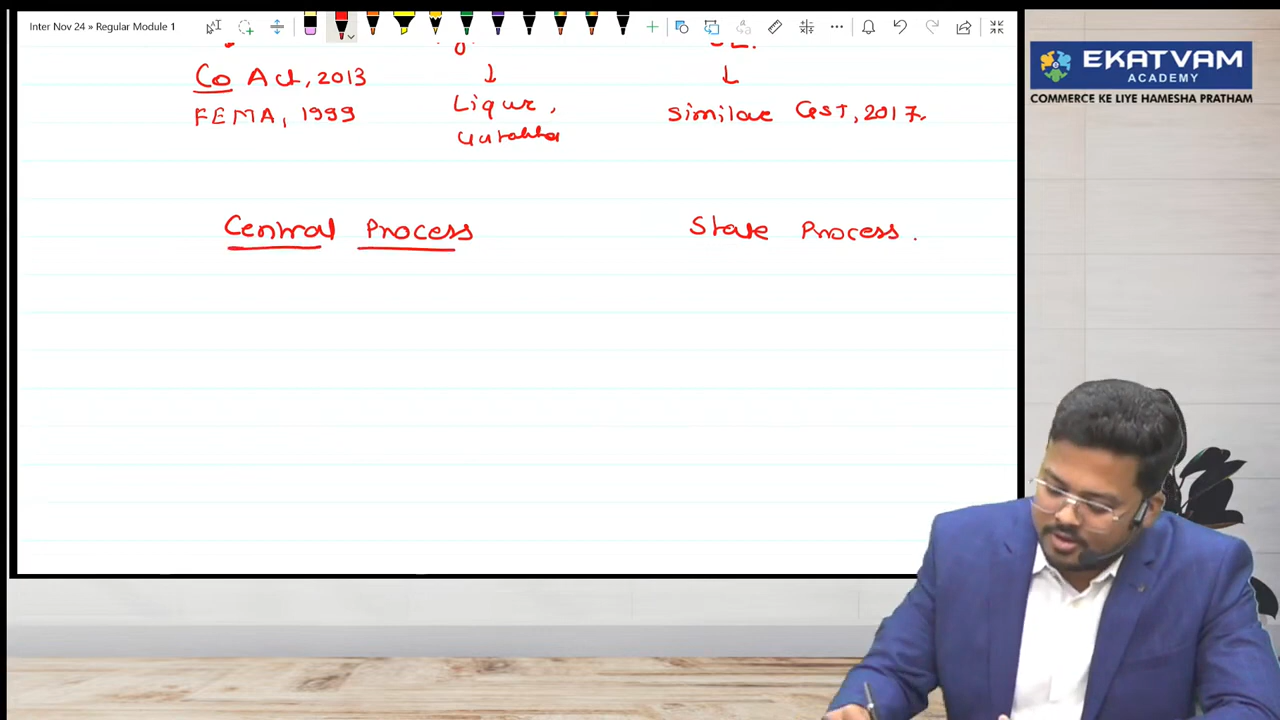 Inter Nov 24 » Regular Module 1
EKATVAM
ACADEMY
COMMERCE KE LIYE HAMESHA PRATHAM
Co Act, 2013
FEMA, 1999
Liqur,
Similar GST, 2017.
Central Process
State Process.